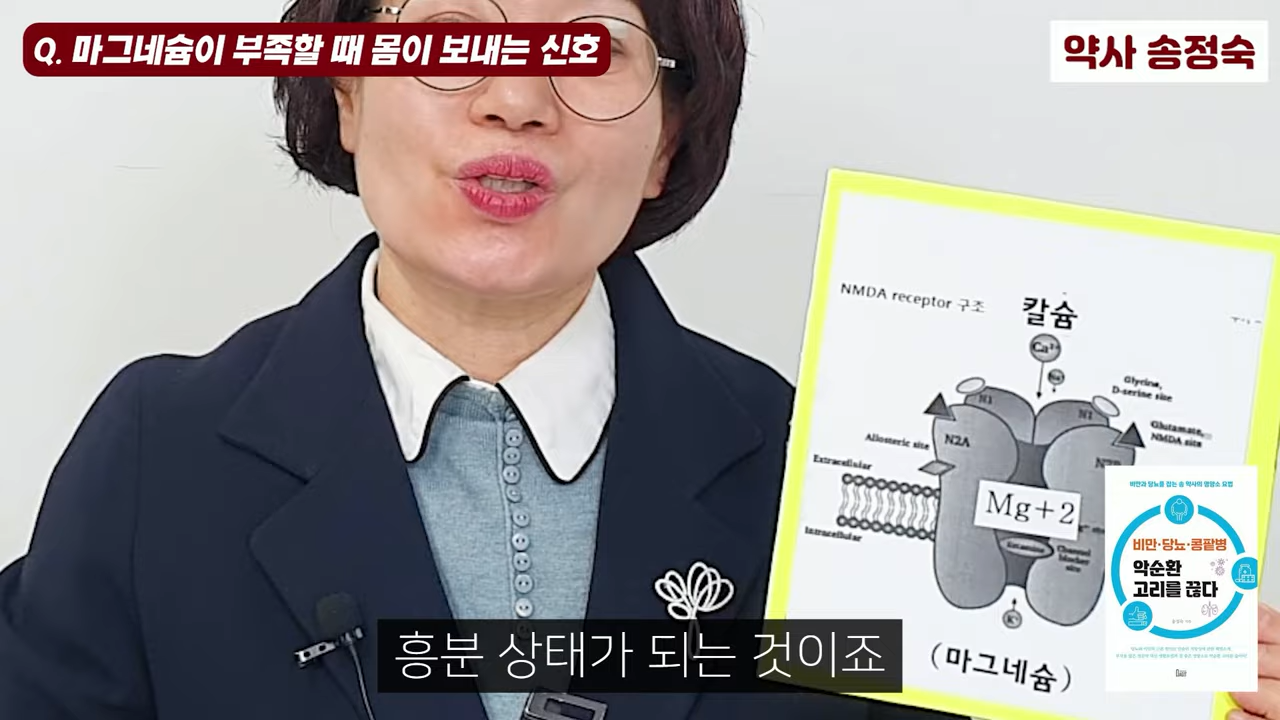 Q. 마그네슘이 부족할 때 몸이 보내는 신호
약사 송정숙
NMDA receptor 구조
칼슘
Ca2+
Glycine,
D-serine site
N1
N1
Glutamate,
NMDA site
N2A
Allosteric site
Extracellular
Mg+2
Intracellular
Channel
blocker
site
K+
(마그네슘)
비만과 당뇨를 잡는 송 약사의 영양소 요법
비만·당뇨·콩팥병
악순환
고리를 끊다
흥분 상태가 되는 것이죠